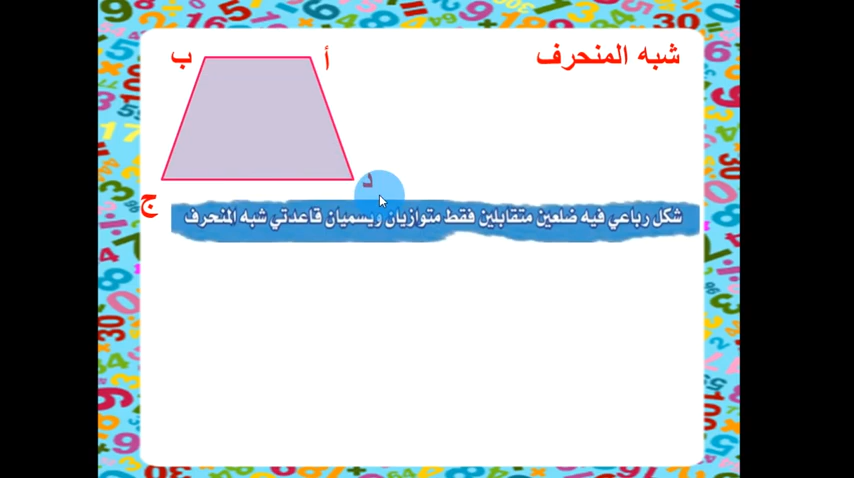 شبه المنحرف
أ
ب
ج
د
شكل رباعي فيه ضلعين متقابلين فقط متوازيان ويسميان قاعدتي شبه المنحرف